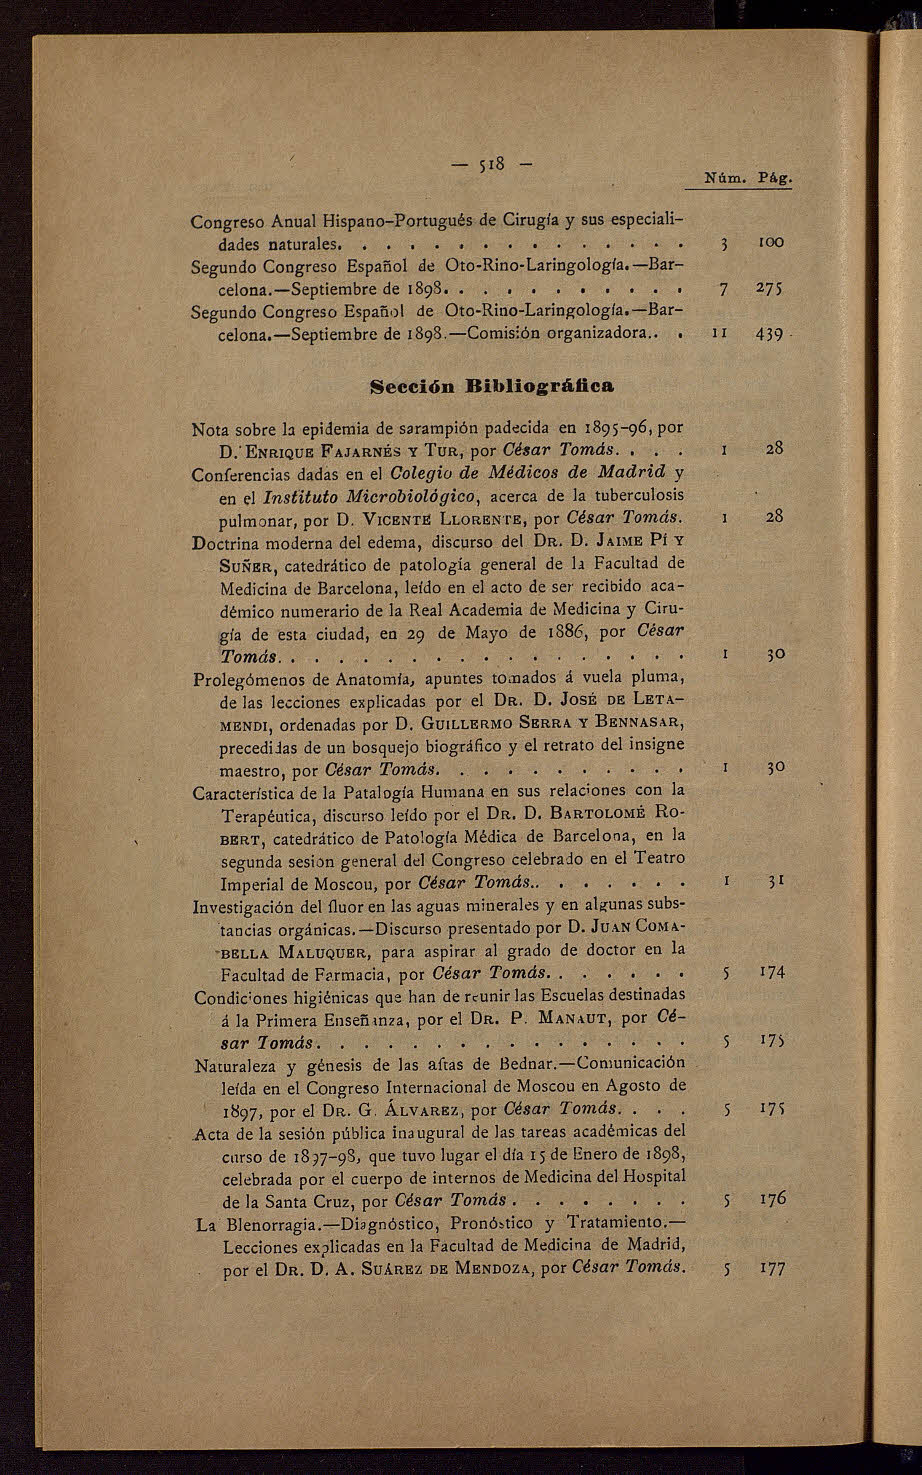 — 518 —
Núm. Pág.
Congreso Anual Hispano-Portugués de Cirugía y sus especiali-
dades naturales. . . . . . . . . . . . . . . 3 100
Segundo Congreso Español de Oto-Rino-Laringología.—Bar-
celona.—Septiembre de 1898. . . . . . . . . . . 7 275
Segundo Congreso Español de Oto-Rino-Laringología.—Bar-
celona.—Septiembre de 1898.—Comisión organizadora.. . 11 439
Sección Bibliográfica
Nota sobre la epidemia de sarampión padecida en 1895-96, por
D. ENRIQUE FAJARNÉS Y TUR, por César Tomás. . . . 1 28
Conferencias dadas en el Colegio de Médicos de Madrid y
en el Instituto Microbiológico, acerca de la tuberculosis
pulmonar, por D. VICENTE LLORENTE, por César Tomás. 1 28
Doctrina moderna del edema, discurso del DR. D. JAIME PÍ Y
SUÑER, catedrático de patología general de la Facultad de
Medicina de Barcelona, leído en el acto de ser recibido aca-
démico numerario de la Real Academia de Medicina y Ciru-
gía de esta ciudad, en 29 de Mayo de 1886, por César
Tomás. . . . . . . . . . . . . . . . . . 1 30
Prolegómenos de Anatomía, apuntes tomados á vuela pluma,
de las lecciones explicadas por el DR. D. JOSÉ DE LETA-
MENDI, ordenadas por D. GUILLERMO SERRA Y BENNASAR,
precedidas de un bosquejo biográfico y el retrato del insigne
maestro, por César Tomás. . . . . . . . . . . 1 30
Característica de la Patalogía Humana en sus relaciones con la
Terapéutica, discurso leído por el DR. D. BARTOLOMÉ RO-
BERT, catedrático de Patología Médica de Barcelona, en la
segunda sesión general del Congreso celebrado en el Teatro
Imperial de Moscou, por César Tomás.. . . . . . . 1 31
Investigación del fluor en las aguas minerales y en algunas subs-
tancias orgánicas.—Discurso presentado por D. JUAN COMA-
BELLA MALUQUER, para aspirar al grado de doctor en la
Facultad de Farmacia, por César Tomás. . . . . . . 5 174
Condiciones higiénicas que han de reunir las Escuelas destinadas
á la Primera Enseñanza, por el DR. P. MANAUT, por Cé-
sar Tomás. . . . . . . . . . . . . . . . 5 175
Naturaleza y génesis de las aftas de Bednar.—Comunicación
leída en el Congreso Internacional de Moscou en Agosto de
1897, por el DR. G. ÁLVAREZ, por César Tomás. . . . 5 175
Acta de la sesión pública inaugural de las tareas académicas del
curso de 1897-98, que tuvo lugar el día 15 de Enero de 1898,
celebrada por el cuerpo de internos de Medicina del Hospital
de la Santa Cruz, por César Tomás . . . . . . . . 5 176
La Blenorragia.—Diagnóstico, Pronóstico y Tratamiento.—
Lecciones explicadas en la Facultad de Medicina de Madrid,
por el DR. D. A. SUÁREZ DE MENDOZA, por César Tomás. 5 177